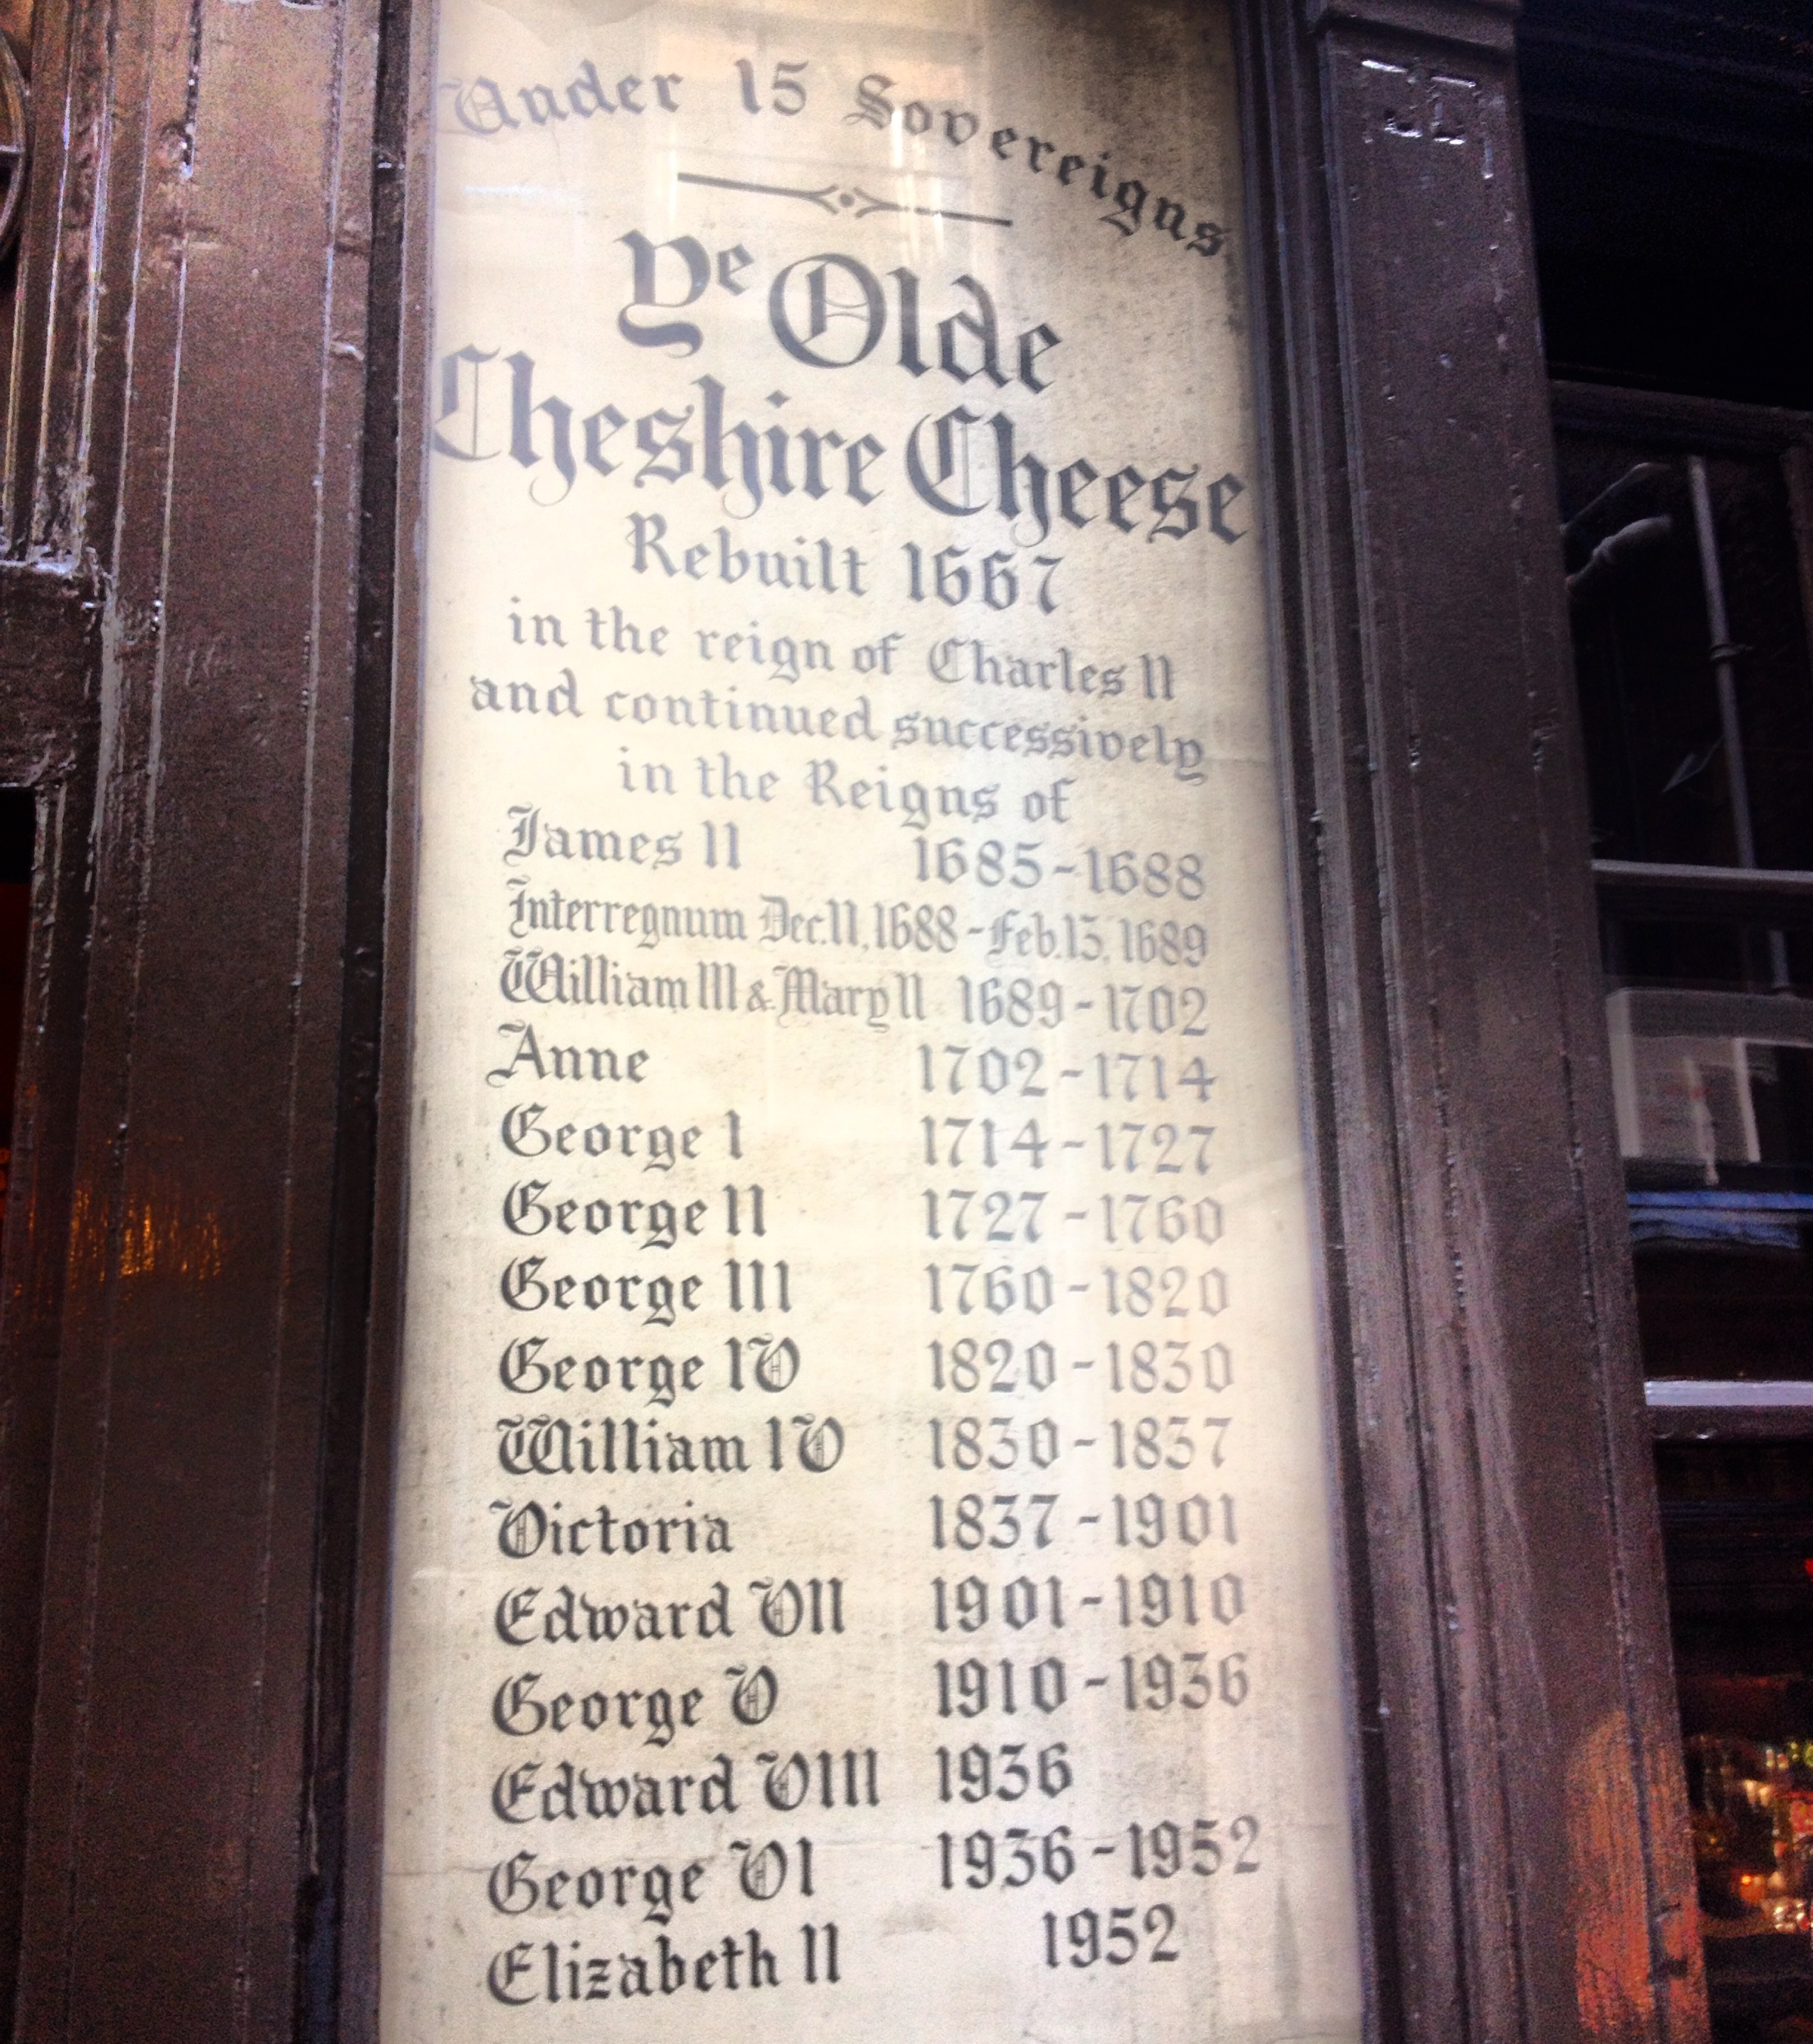 Under 15 Sovereigns
Ye Olde
Cheshire Cheese
Rebuilt 1667
in the reign of Charles II
and continued successively
in the Reigns of
James II 1685-1688
Interregnum Dec.11, 1688-Feb.13, 1689
William III & Mary II 1689-1702
Anne 1702-1714
George I 1714-1727
George II 1727-1760
George III 1760-1820
George IV 1820-1830
William IV 1830-1837
Victoria 1837-1901
Edward VII 1901-1910
George V 1910-1936
Edward VIII 1936
George VI 1936-1952
Elizabeth II 1952